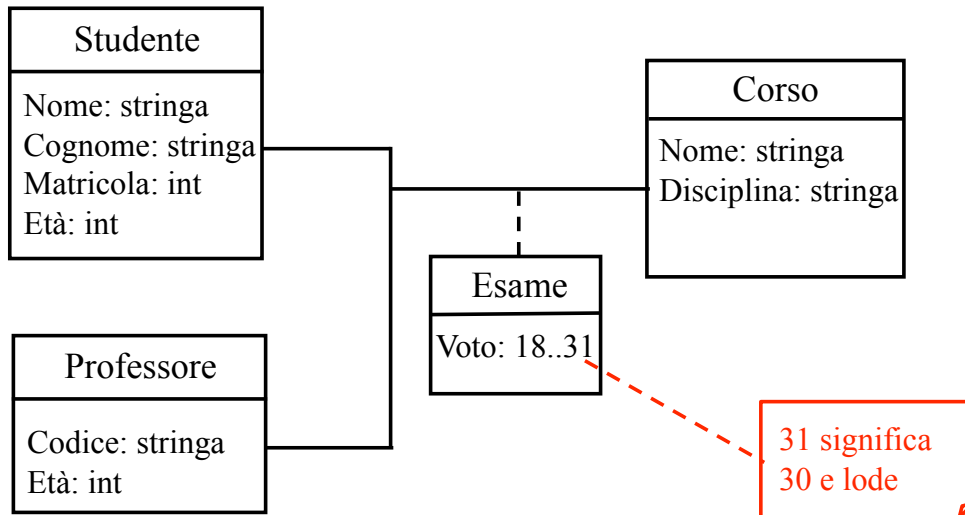 Studente
Nome: stringa
Cognome: stringa
Matricola: int
Età: int
Corso
Nome: stringa
Disciplina: stringa
Esame
Voto: 18..31
Professore
Codice: stringa
Età: int
31 significa
30 e lode